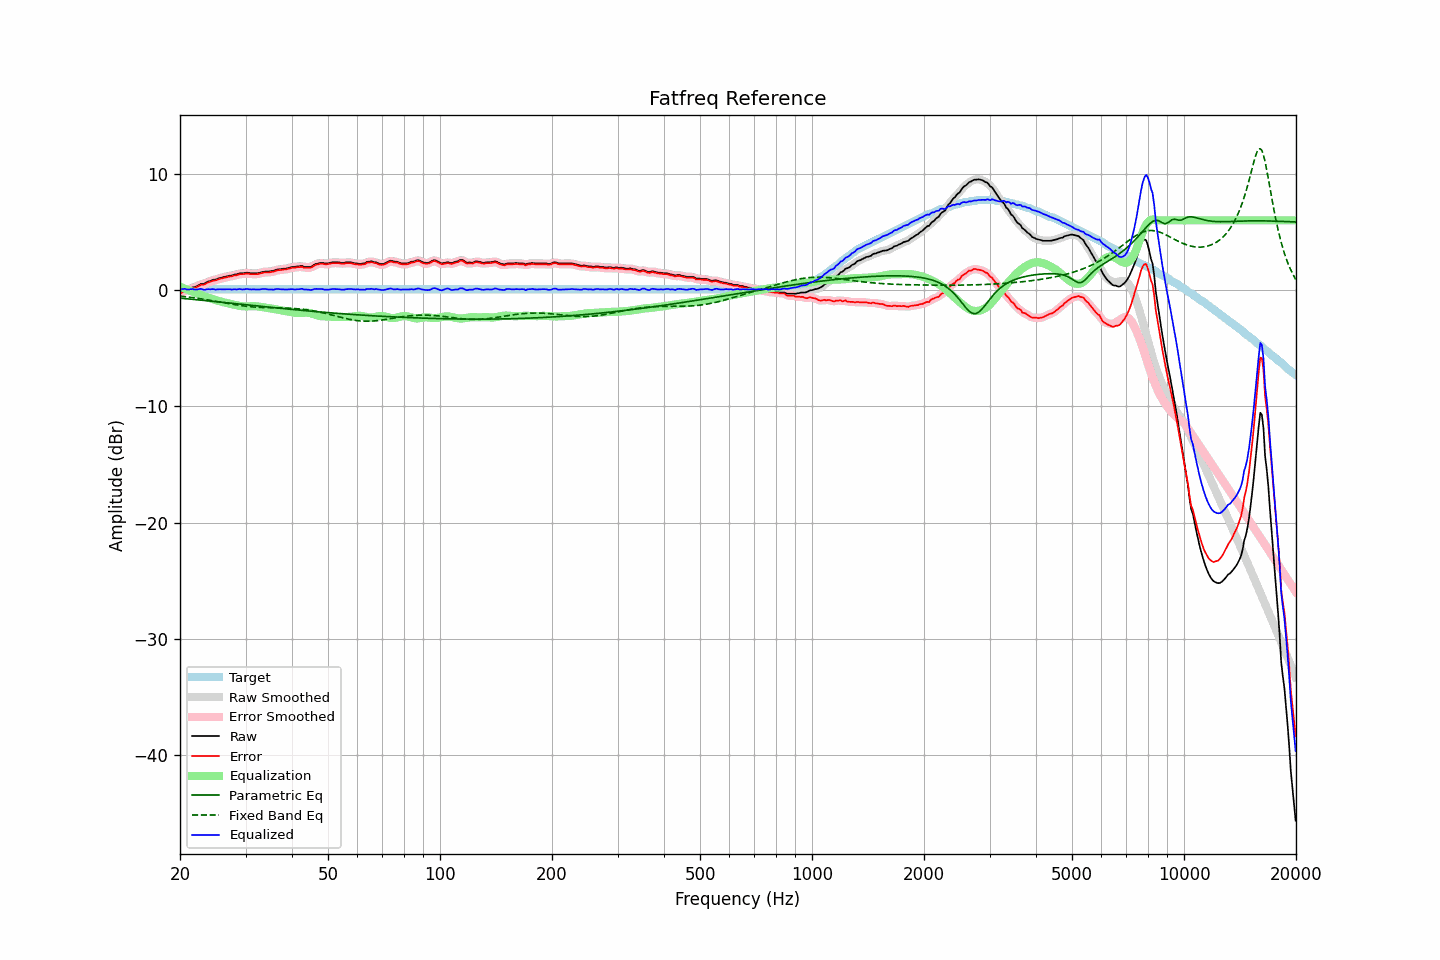 Fatfreq Reference
10
0
−10
−20
−30
−40
Amplitude (dBr)
Target
Raw Smoothed
Error Smoothed
Raw
Error
Equalization
Parametric Eq
Fixed Band Eq
Equalized
20 50 100 200 500 1000 2000 5000 10000 20000
Frequency (Hz)